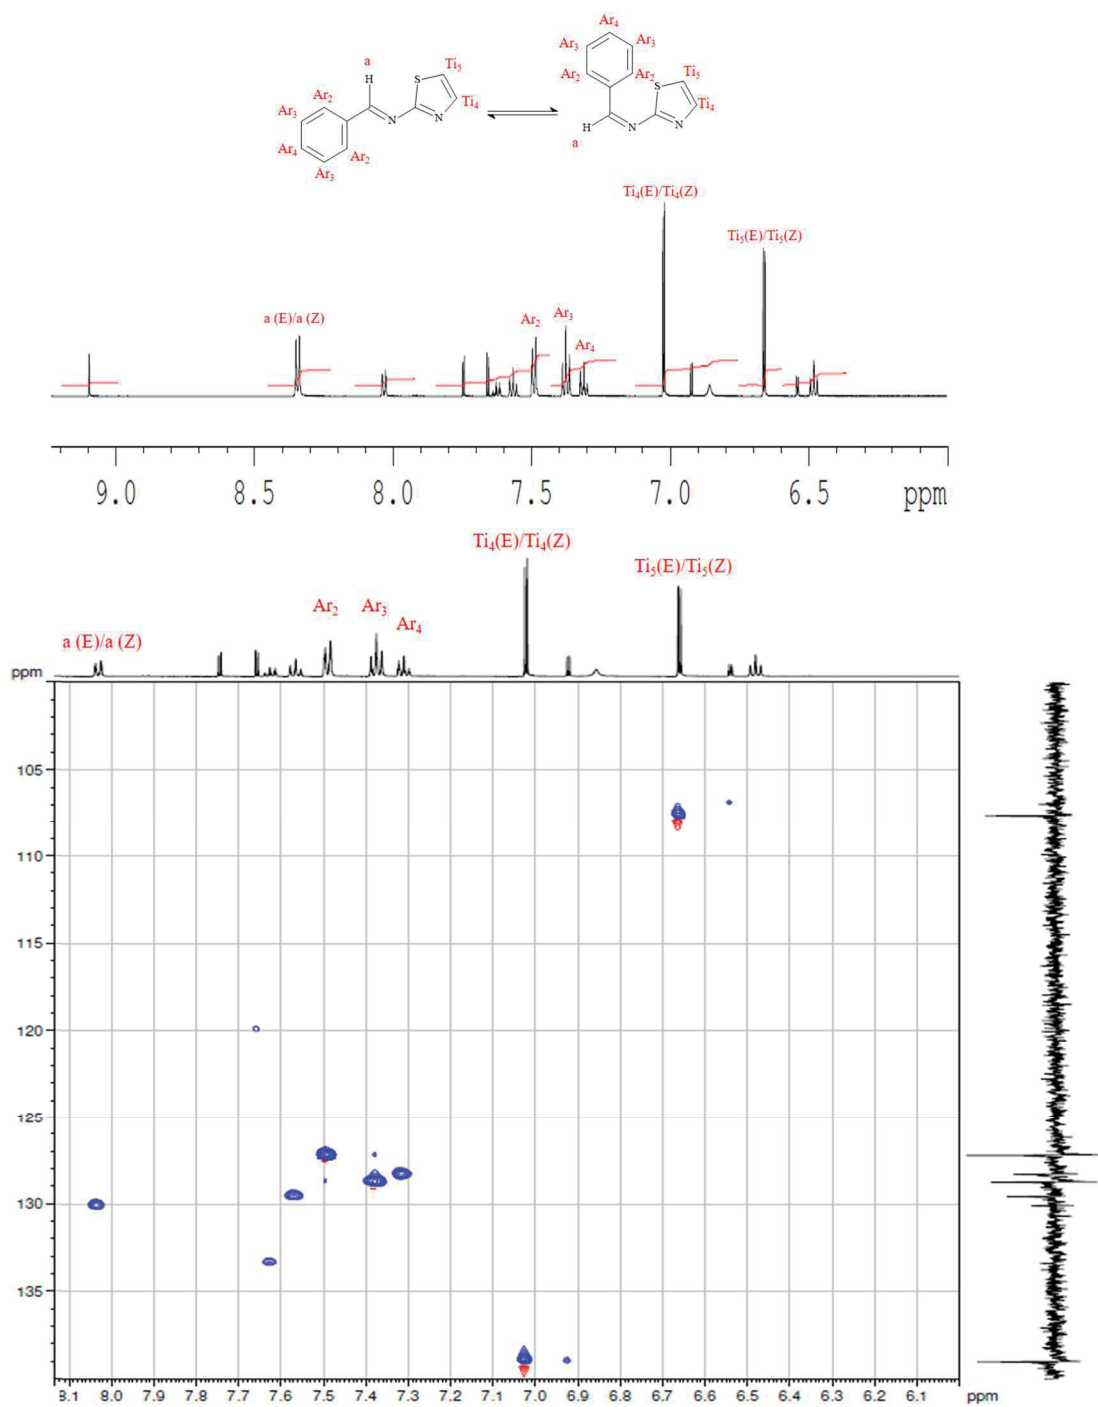 Ar4
Ar3 Ar3
a
Ar2 Ar2
H S Ti5 S Ti5
Ar2 Ti4 Ti4
Ar3 N N H N N
Ar4 Ar2 a
Ar3
Ti4(E)/Ti4(Z)
Ti5(E)/Ti5(Z)
a (E)/a (Z) Ar2 Ar3
Ar4
9.0 8.5 8.0 7.5 7.0 6.5 ppm
Ti4(E)/Ti4(Z)
Ti5(E)/Ti5(Z)
Ar2 Ar3
Ar4
a (E)/a (Z)
ppm
105
110
115
120
125
130
135
8.1 8.0 7.9 7.8 7.7 7.6 7.5 7.4 7.3 7.2 7.1 7.0 6.9 6.8 6.7 6.6 6.5 6.4 6.3 6.2 6.1 ppm